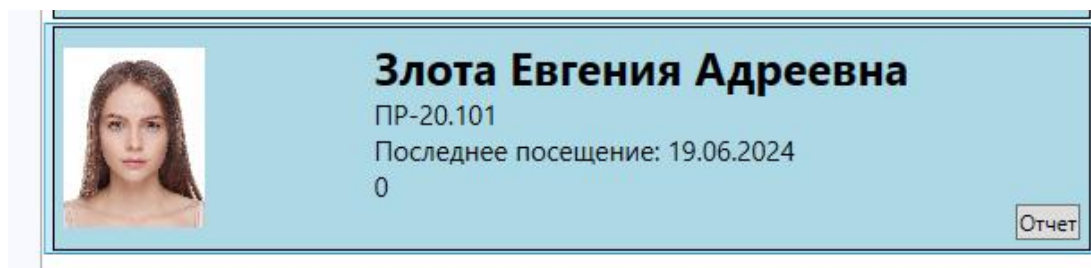 Злота Евгения Адреевна
ПР-20.101
Последнее посещение: 19.06.2024
0
Отчет